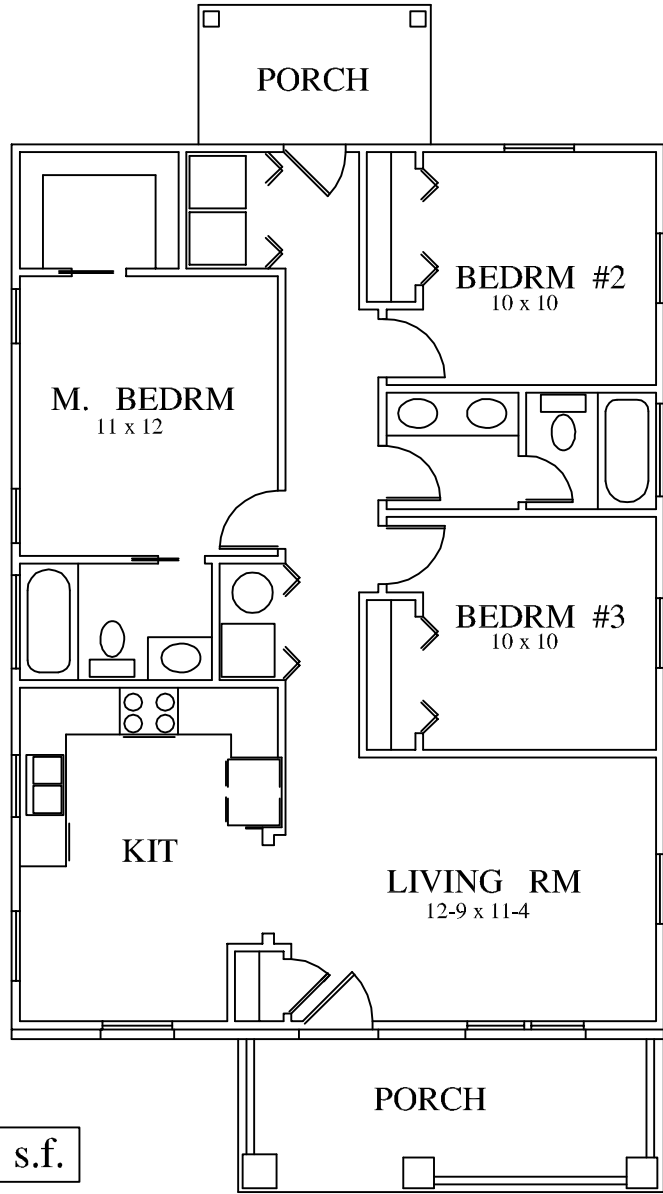 PORCH
BEDRM #2
10 x 10
M. BEDRM
11 x 12
BEDRM #3
10 x 10
KIT
LIVING RM
12-9 x 11-4
PORCH
s.f.